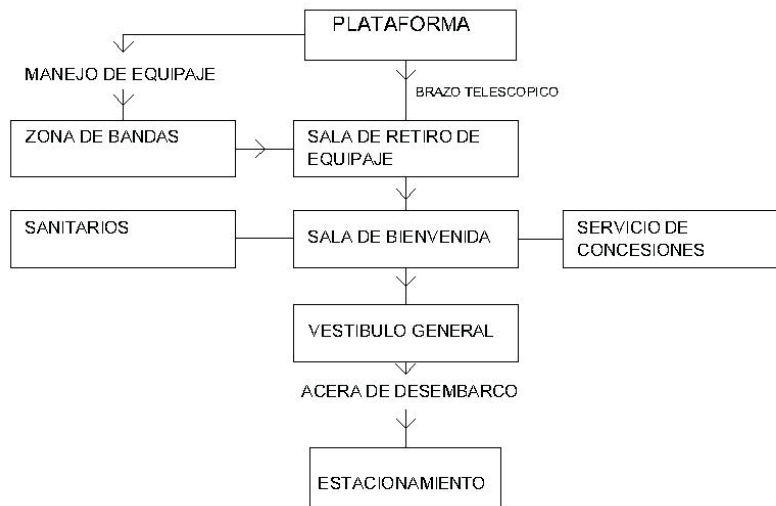 PLATAFORMA
MANEJO DE EQUIPAJE
BRAZO TELESCOPICO
ZONA DE BANDAS
SALA DE RETIRO DE
EQUIPAJE
SANITARIOS
SALA DE BIENVENIDA
SERVICIO DE
CONCESIONES
VESTIBULO GENERAL
ACERA DE DESEMBARCO
ESTACIONAMIENTO